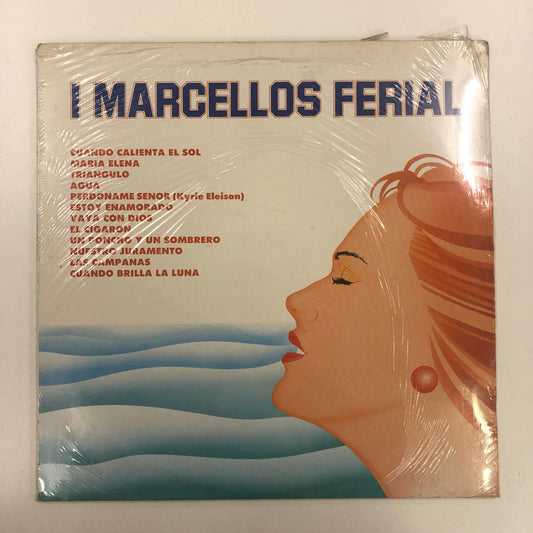 I MARCELLOS FERIAL
CUANDO CALIENTA EL SOL
MARIA ELENA
TRIANGULO
AGUA
PERDONAME SENOR (Kyrie Eleison)
ESTOY ENAMORADO
VAYA CON DIOS
EL CIGARON
UN PONCHO Y UN SOMBRERO
NUESTRO JURAMENTO
LAS CAMPANAS
CUANDO BRILLA LA LUNA